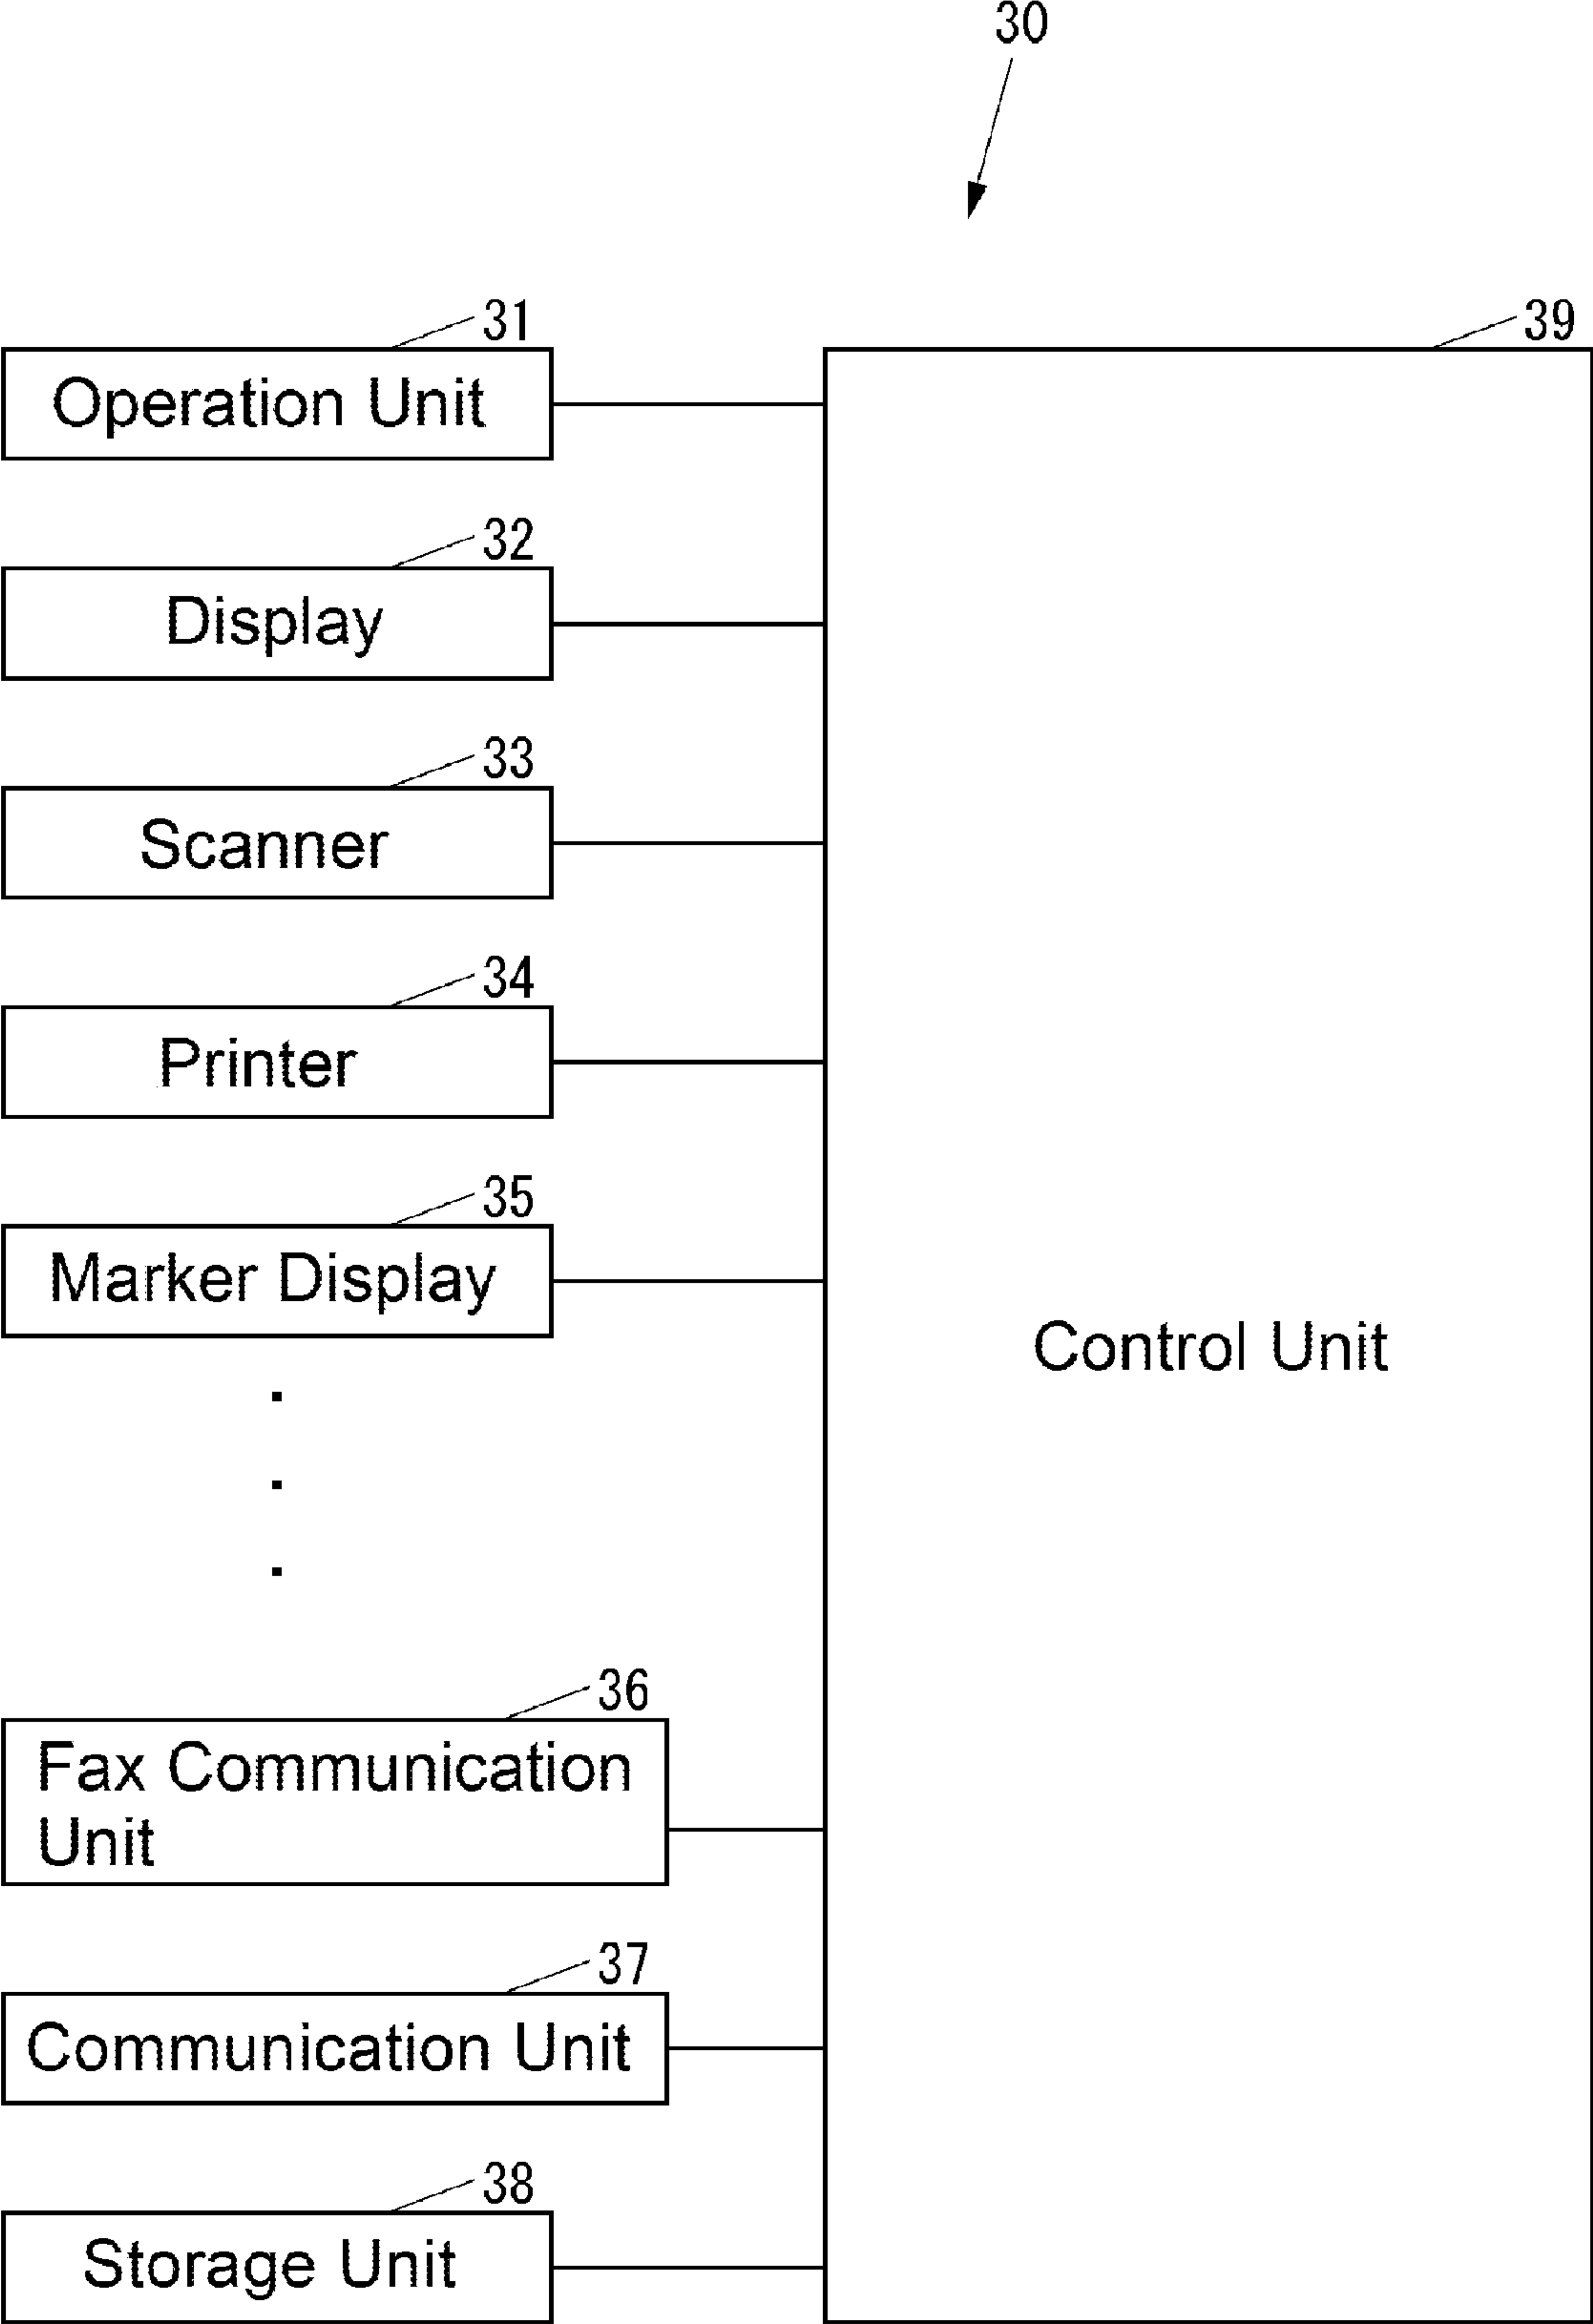 30
31
39
Operation Unit
32
Display
33
Scanner
34
Printer
35
Marker Display
Control Unit
36
Fax Communication
Unit
37
Communication Unit
38
Storage Unit